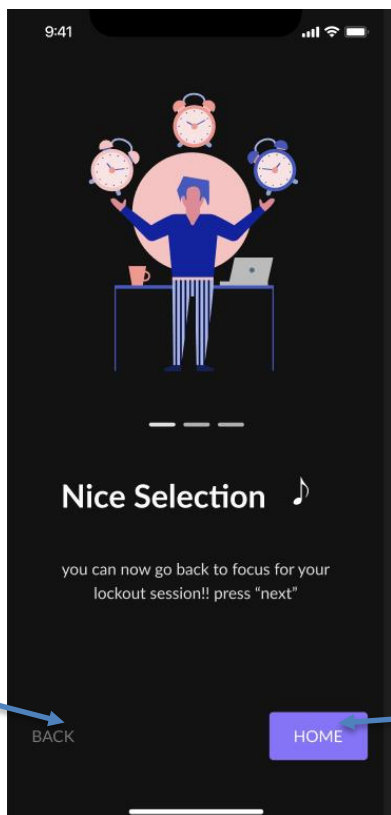 9:41
Nice Selection
you can now go back to focus for your
lockout session!! press “next”
BACK
HOME